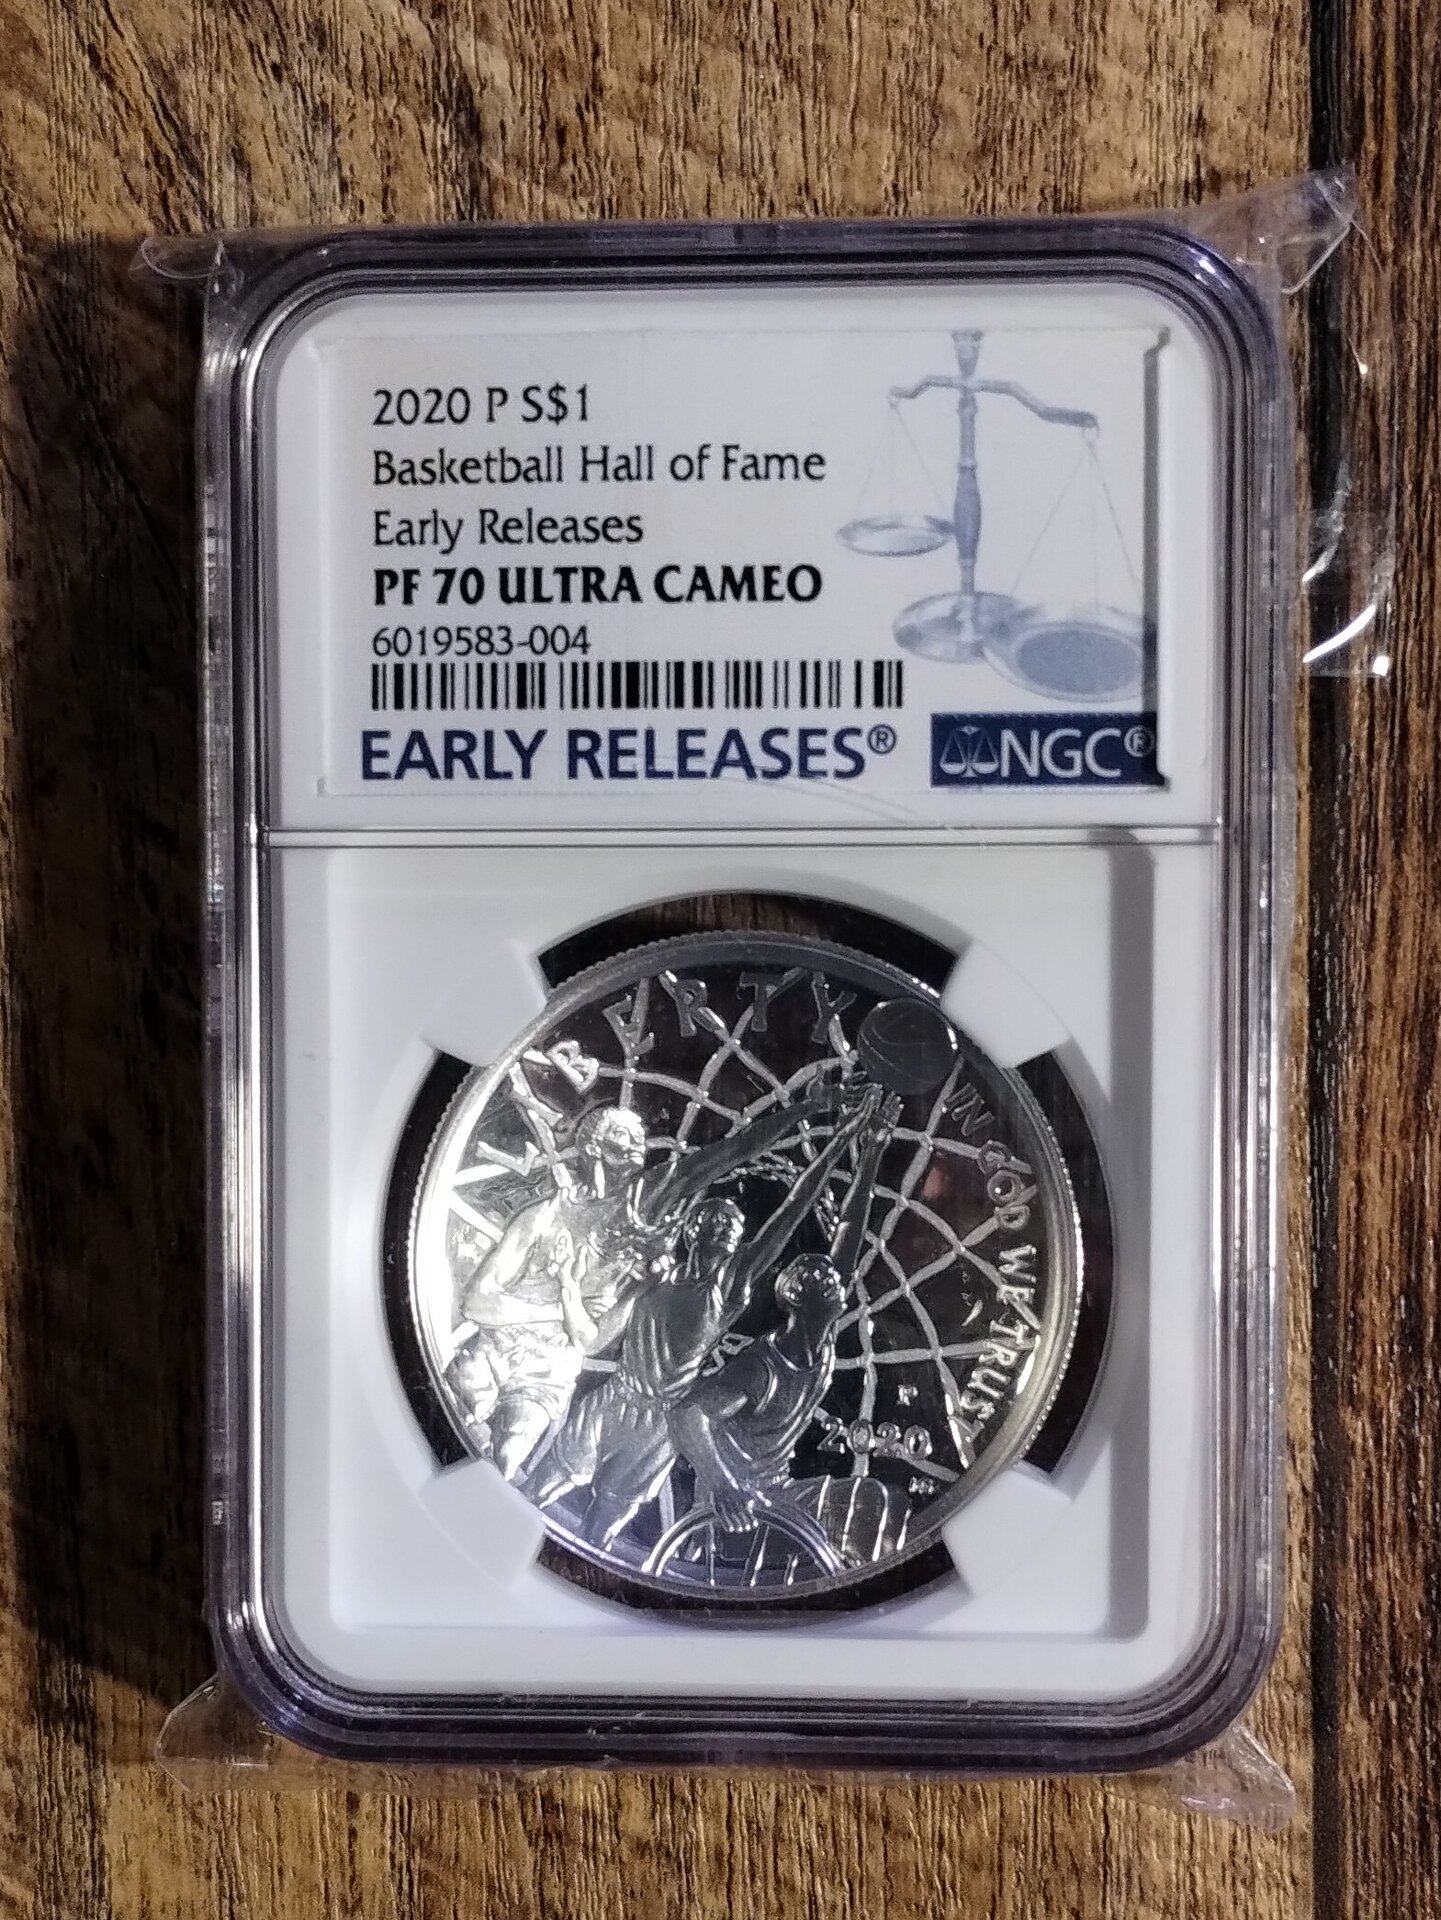 2020 P S$1
Basketball Hall of Fame
Early Releases
PF 70 ULTRA CAMEO
6019583-004
EARLY RELEASES®
NGC®
LIBERTY
IN GOD WE TRUST
P
2020